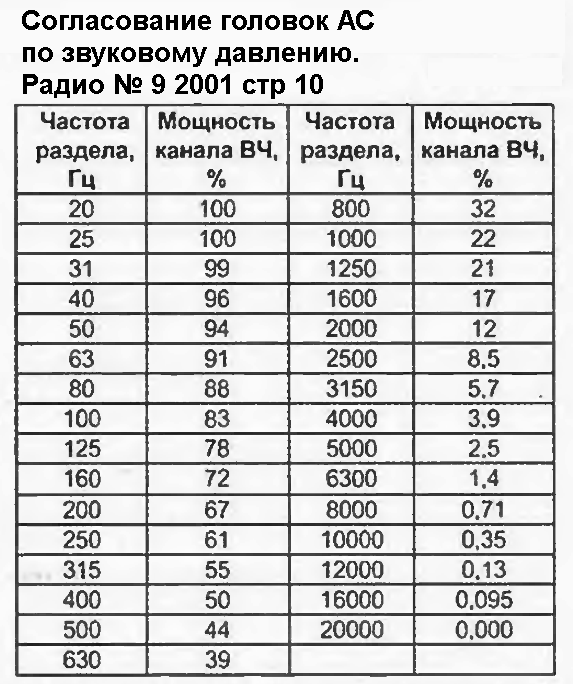 Согласование головок АС
по звуковому давлению.
Радио № 9 2001 стр 10
Частота раздела, Гц Мощность канала ВЧ, % Частота раздела, Гц Мощность канала ВЧ, %
20 100 800 32
25 100 1000 22
31 99 1250 21
40 96 1600 17
50 94 2000 12
63 91 2500 8,5
80 88 3150 5,7
100 83 4000 3,9
125 78 5000 2,5
160 72 6300 1,4
200 67 8000 0,71
250 61 10000 0,35
315 55 12000 0,13
400 50 16000 0,095
500 44 20000 0,000
630 39